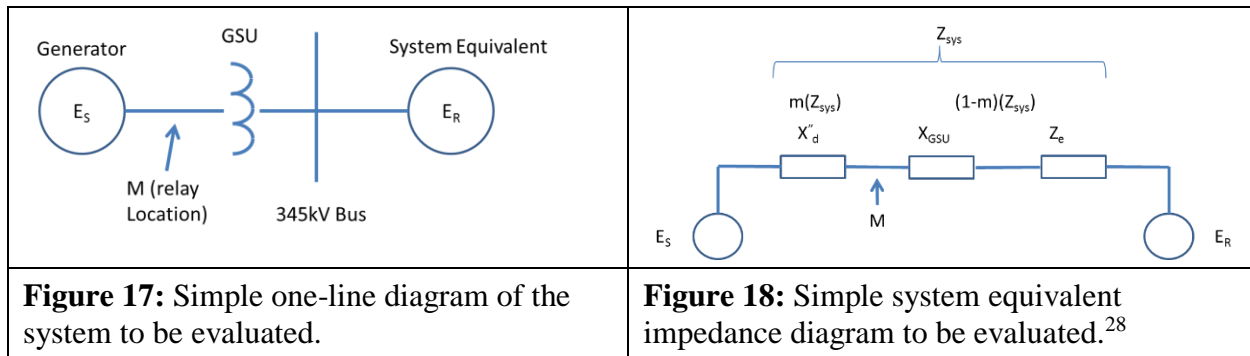 GSU
Generator
System Equivalent
E_S
E_R
M (relay
Location)
345kV Bus
Z_sys
m(Z_sys)
(1-m)(Z_sys)
X"_d
X_GSU
Z_e
M
E_S
E_R
Figure 17: Simple one-line diagram of the
system to be evaluated.
Figure 18: Simple system equivalent
impedance diagram to be evaluated.28